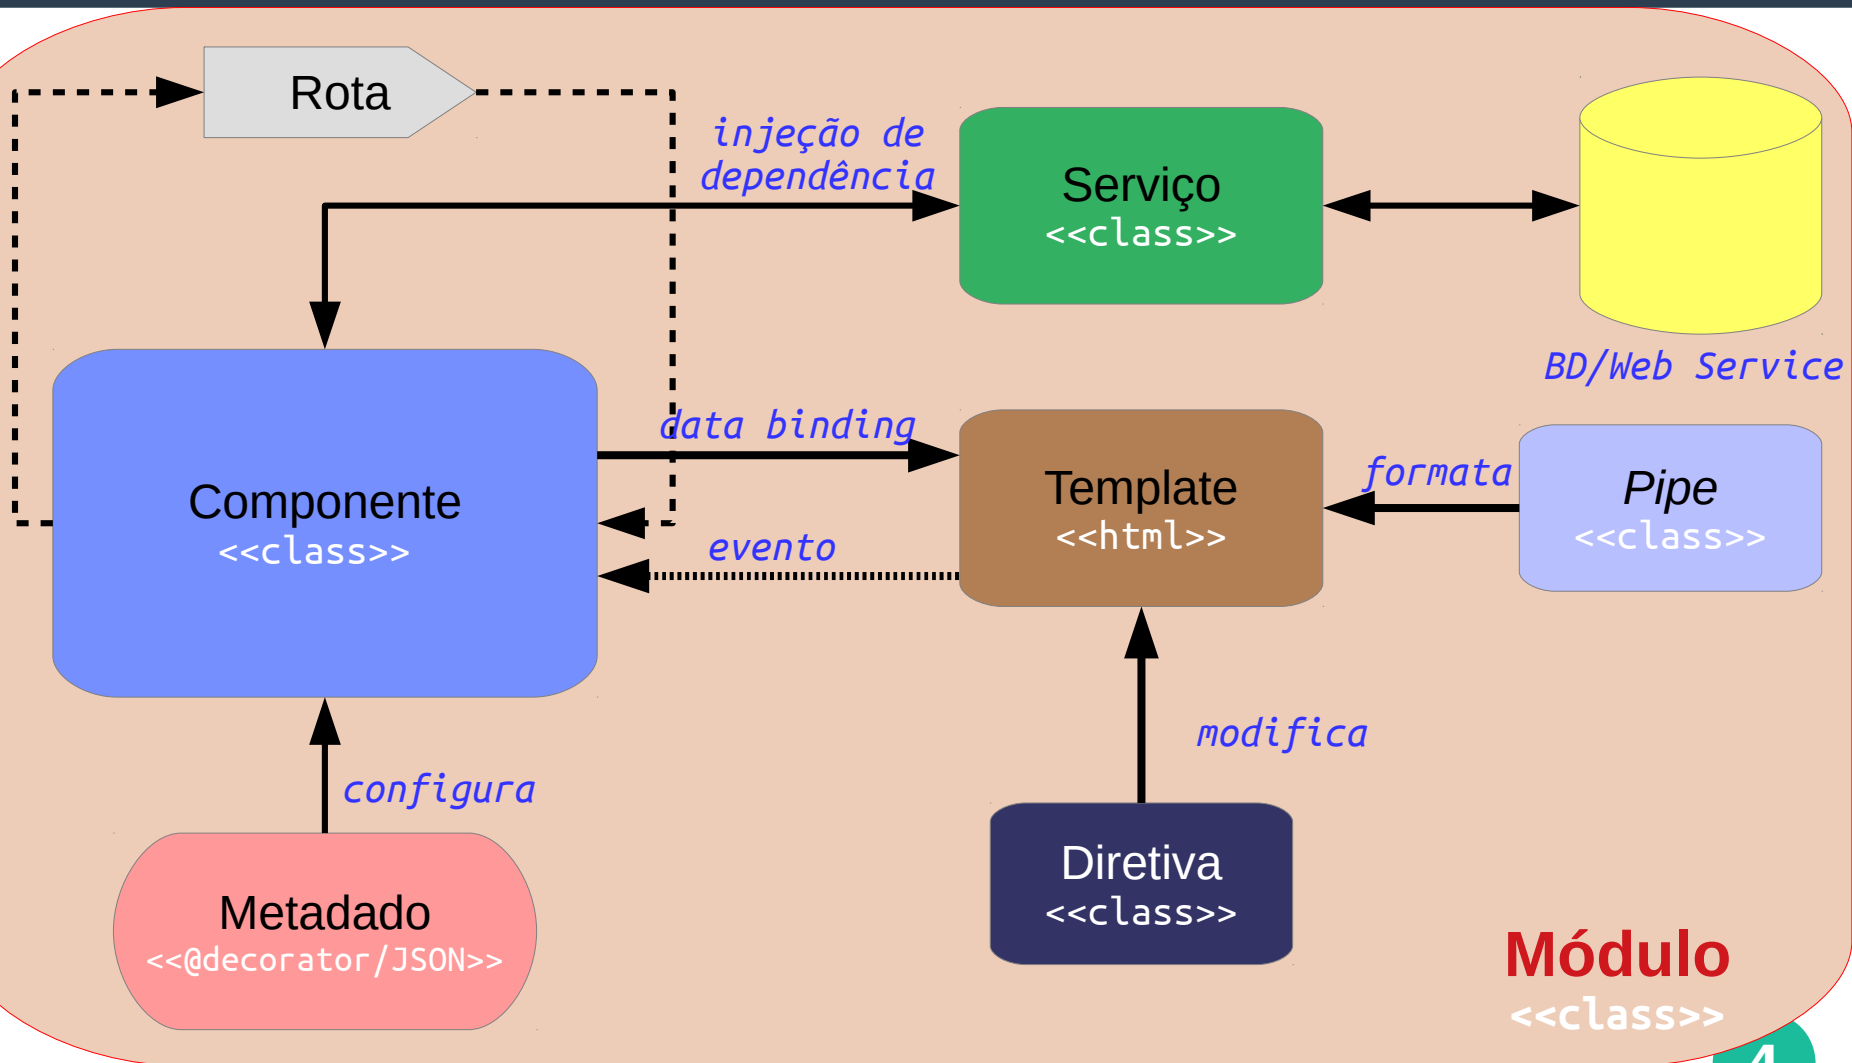 Rota
injeção de
dependência
Serviço
<<class>>
BD/Web Service
data binding
Componente
<<class>>
evento
Template
<<html>>
formata
Pipe
<<class>>
modifica
configura
Metadado
<<@decorator/JSON>>
Diretiva
<<class>>
Módulo
<<class>>
4